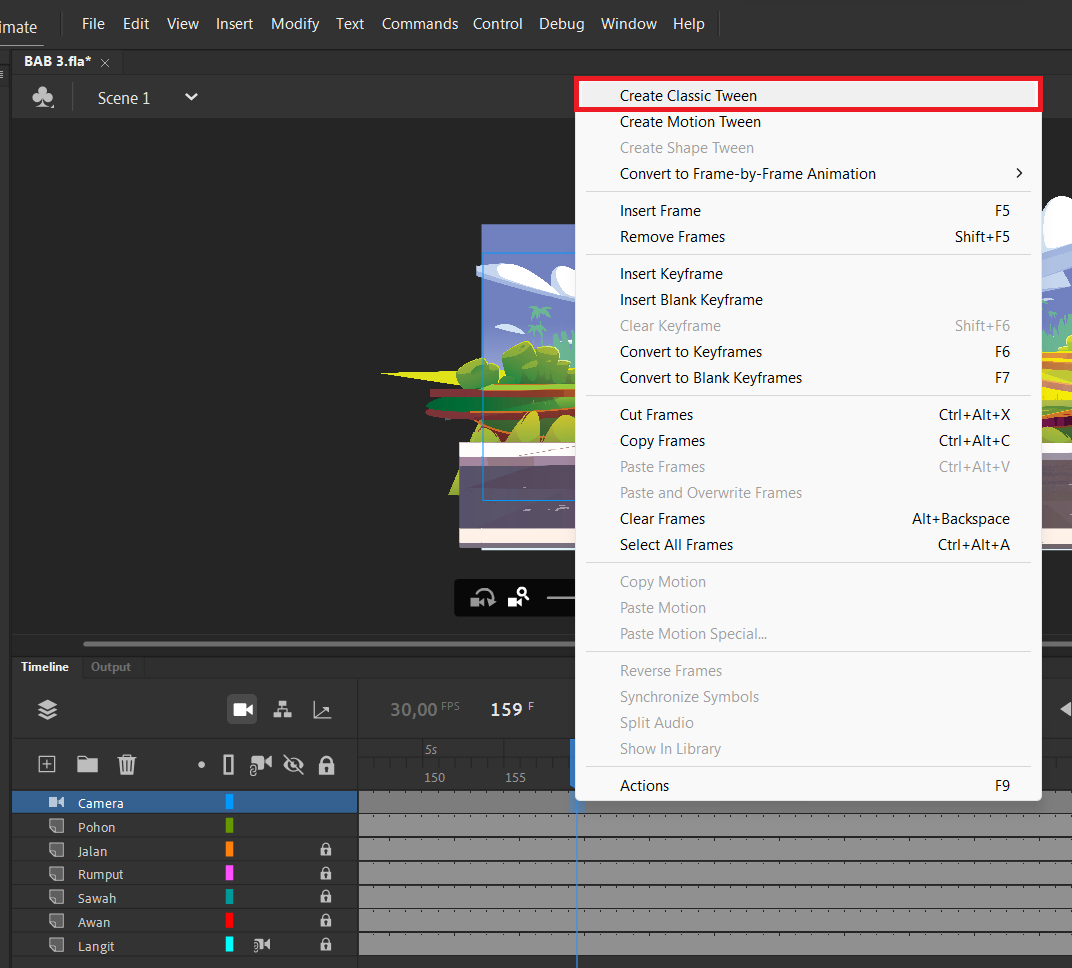 imate
File Edit View Insert Modify Text Commands Control Debug Window Help
BAB 3.fla*
Scene 1
Create Classic Tween
Create Motion Tween
Create Shape Tween
Convert to Frame-by-Frame Animation
Insert Frame F5
Remove Frames Shift+F5
Insert Keyframe
Insert Blank Keyframe
Clear Keyframe Shift+F6
Convert to Keyframes F6
Convert to Blank Keyframes F7
Cut Frames Ctrl+Alt+X
Copy Frames Ctrl+Alt+C
Paste Frames Ctrl+Alt+V
Paste and Overwrite Frames
Clear Frames Alt+Backspace
Select All Frames Ctrl+Alt+A
Copy Motion
Paste Motion
Paste Motion Special...
Reverse Frames
Synchronize Symbols
Split Audio
Show In Library
Actions F9
Timeline Output
30,00 FPS 159 F
5s
150 155
Camera
Pohon
Jalan
Rumput
Sawah
Awan
Langit